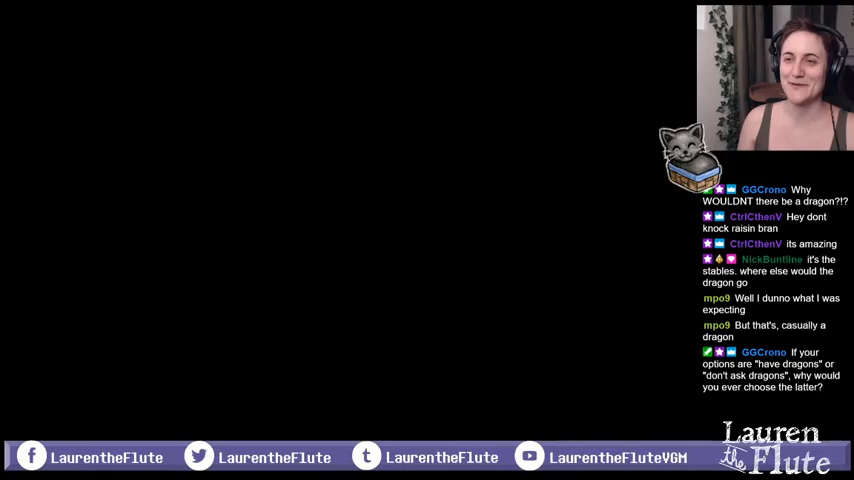 GGCrono Why
WOULDNT there be a dragon?!?
CtrlCthenV Hey dont
knock raisin bran
CtrlCthenV its amazing
NickBuntline it's the
stables. where else would the
dragon go
mpo9 Well I dunno what I was
expecting
mpo9 But that's, casually a
dragon
GGCrono If your
options are "have dragons" or
"don't ask dragons", why would
you ever choose the latter?
LaurentheFlute LaurentheFlute LaurentheFlute LaurentheFluteVGM
Lauren
the Flute